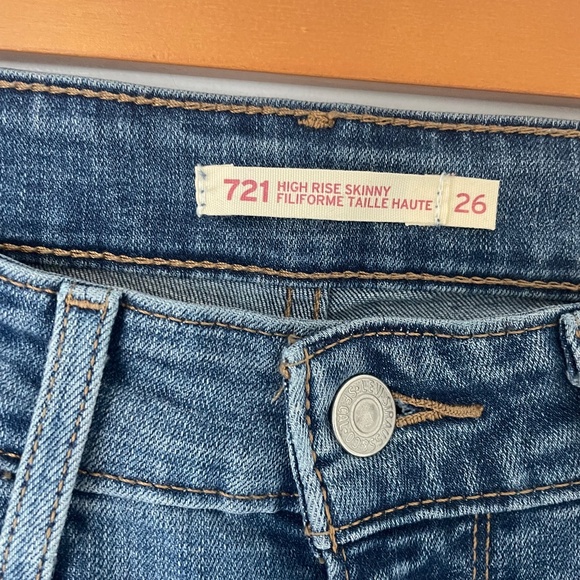 721 HIGH RISE SKINNY
FILIFORME TAILLE HAUTE
26